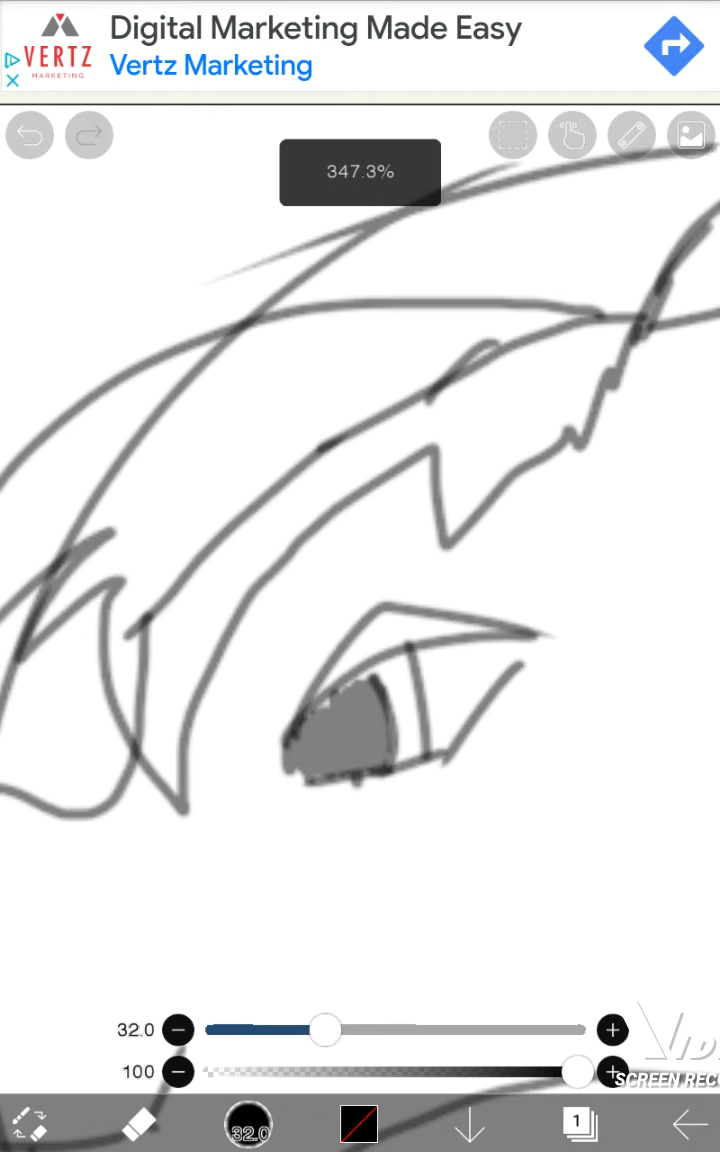 Digital Marketing Made Easy
VERTZ
MARKETING
Vertz Marketing
347.3%
32.0
100
SCREEN REC
32.0
1